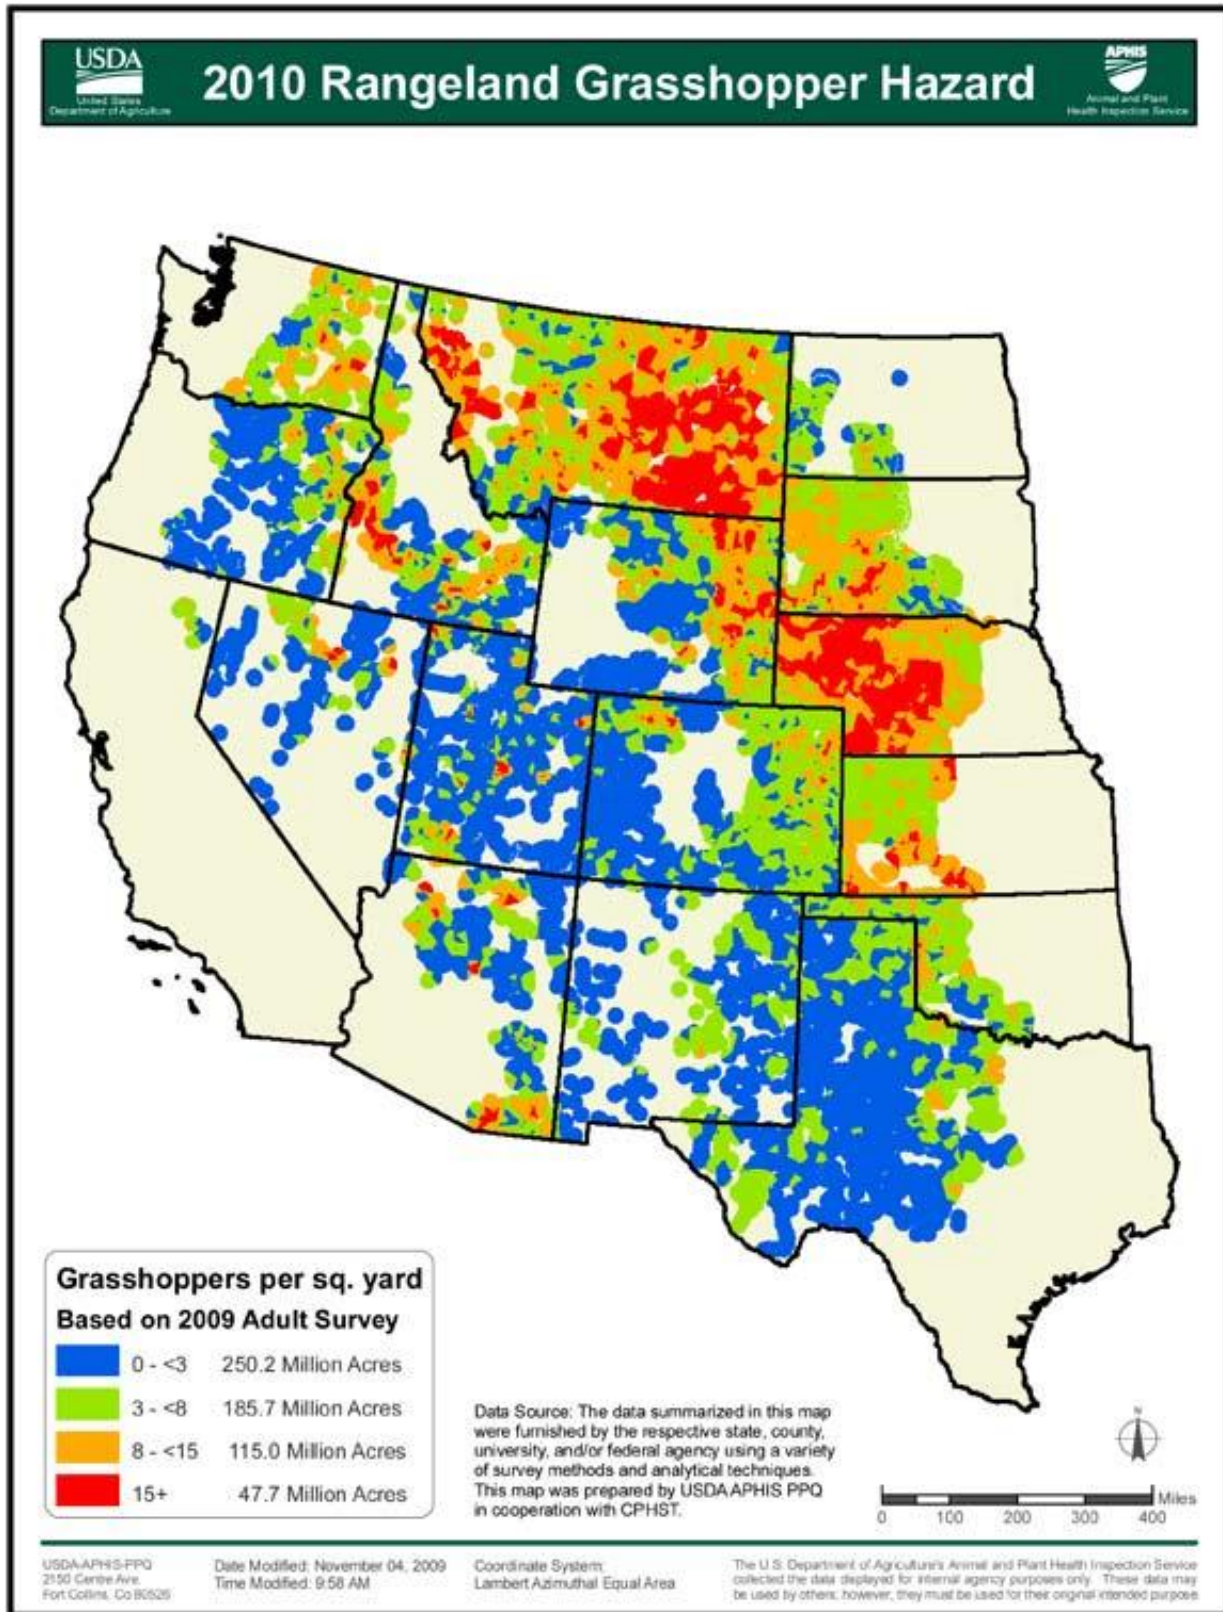 USDA
United States
Department of Agriculture
2010 Rangeland Grasshopper Hazard
APHIS
Animal and Plant
Health Inspection Service
Grasshoppers per sq. yard
Based on 2009 Adult Survey
0 - <3 250.2 Million Acres
3 - <8 185.7 Million Acres
8 - <15 115.0 Million Acres
15+ 47.7 Million Acres
Data Source: The data summarized in this map
were furnished by the respective state, county,
university, and/or federal agency using a variety
of survey methods and analytical techniques.
This map was prepared by USDA APHIS PPQ
in cooperation with CPHST.
N
Miles
0 100 200 300 400
USDA-APHIS-PPQ
2150 Centre Ave.
Fort Collins, Co 80526
Date Modified: November 04, 2009
Time Modified: 9:58 AM
Coordinate System:
Lambert Azimuthal Equal Area
The U.S. Department of Agriculture's Animal and Plant Health Inspection Service
collected the data displayed for internal agency purposes only. These data may
be used by others; however, they must be used for their original intended purpose